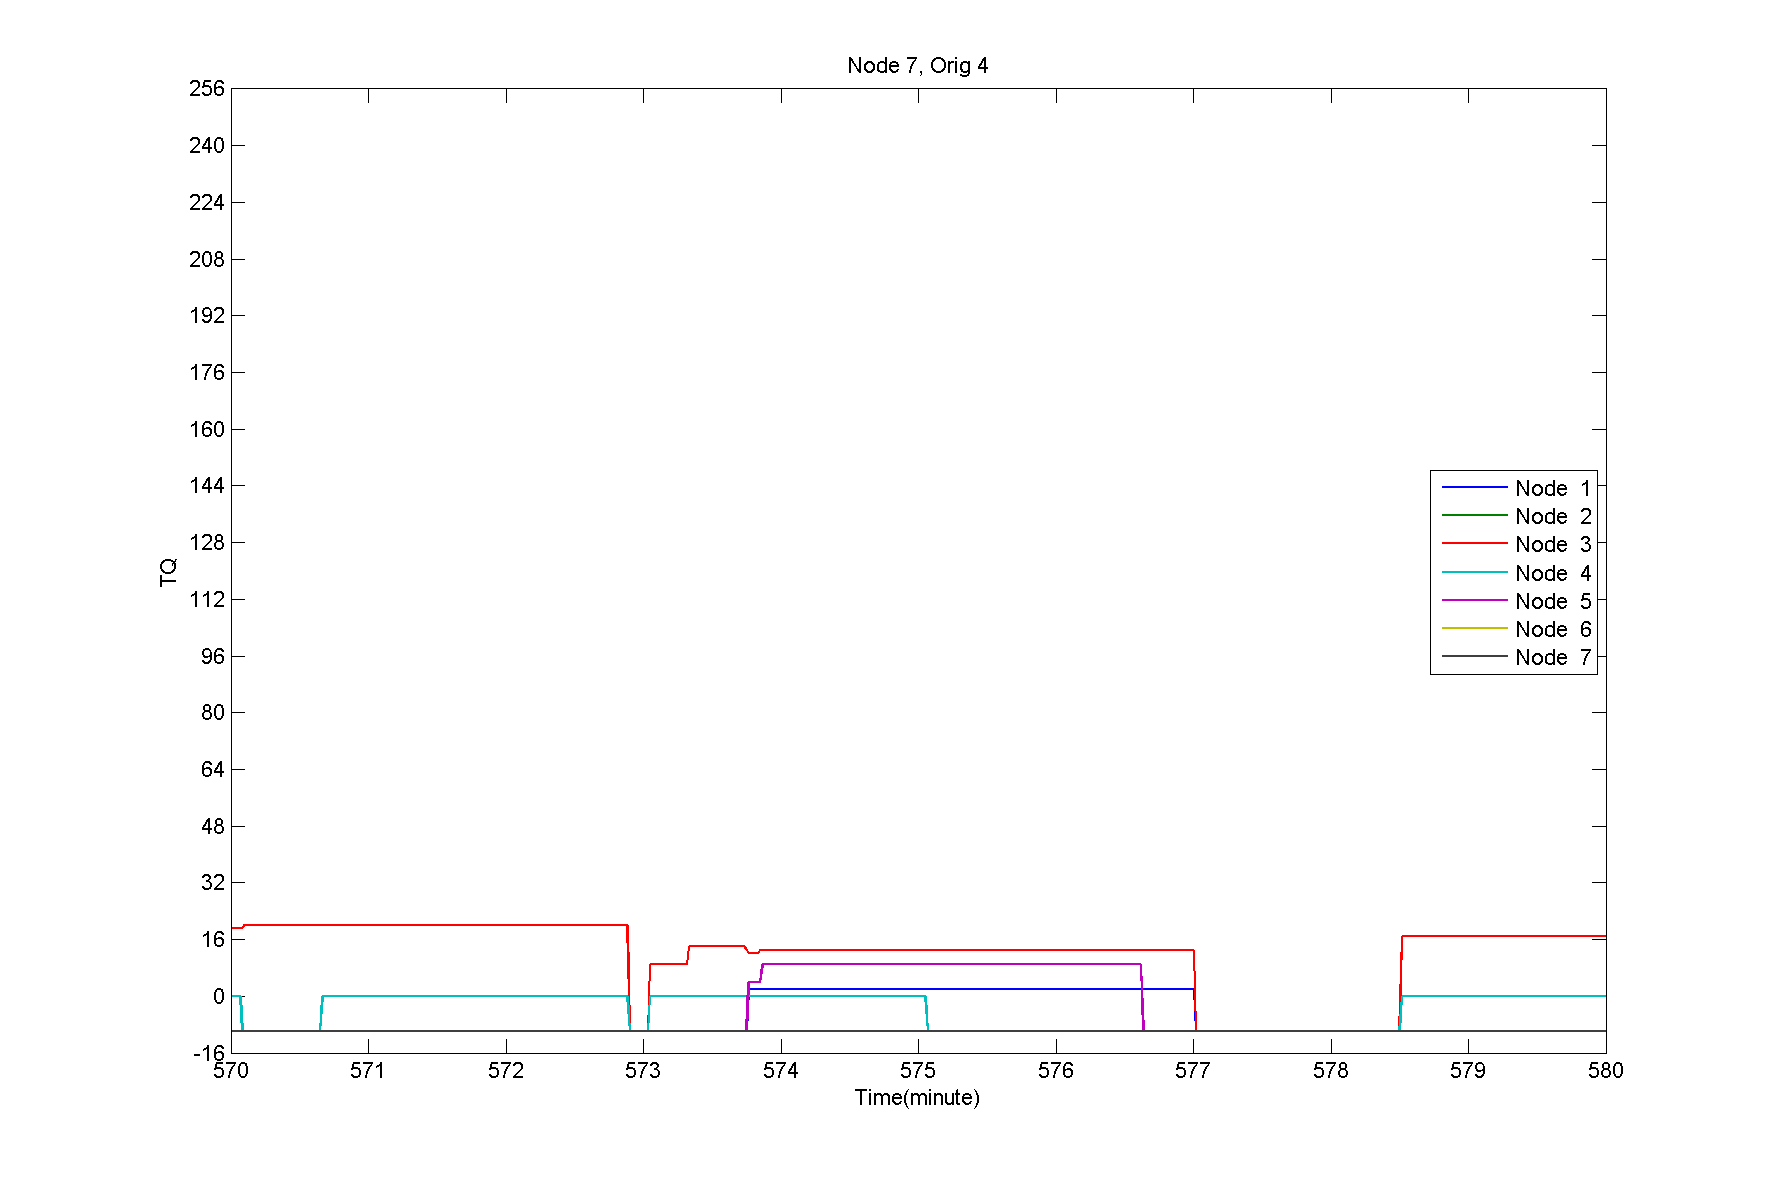 Node 7, Orig 4
256
240
224
208
192
176
160
144
128
112
96
80
64
48
32
16
0
-16
TQ
Node 1
Node 2
Node 3
Node 4
Node 5
Node 6
Node 7
570 571 572 573 574 575 576 577 578 579 580
Time(minute)